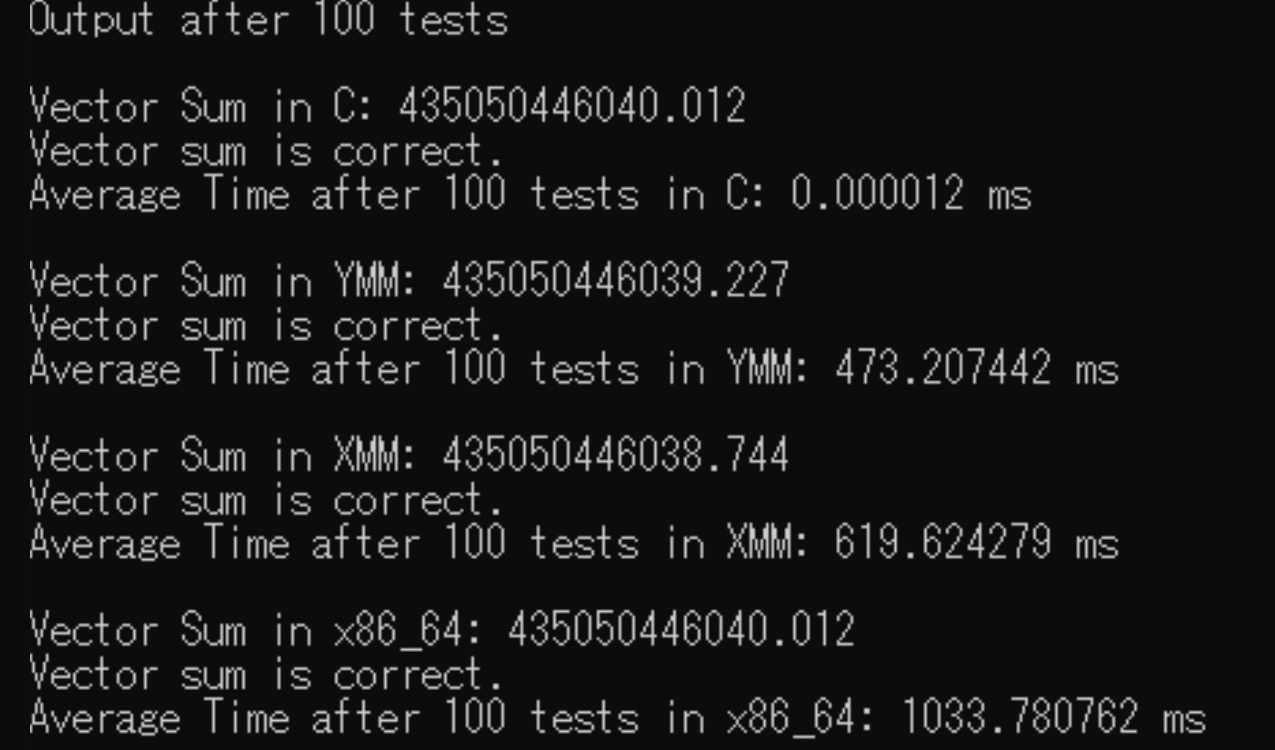 Output after 100 tests
Vector Sum in C: 435050446040.012
Vector sum is correct.
Average Time after 100 tests in C: 0.000012 ms
Vector Sum in YMM: 435050446039.227
Vector sum is correct.
Average Time after 100 tests in YMM: 473.207442 ms
Vector Sum in XMM: 435050446038.744
Vector sum is correct.
Average Time after 100 tests in XMM: 619.624279 ms
Vector Sum in x86_64: 435050446040.012
Vector sum is correct.
Average Time after 100 tests in x86_64: 1033.780762 ms